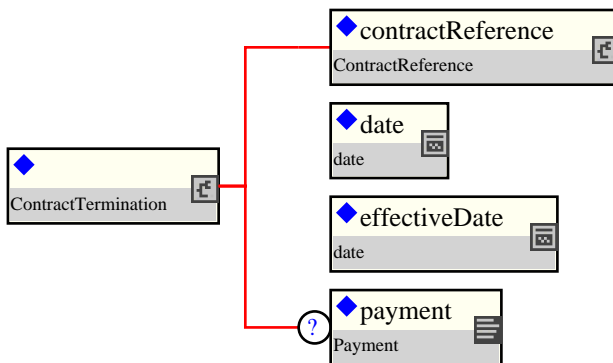 contractReference
ContractReference
date
date
ContractTermination
effectiveDate
date
?
payment
Payment